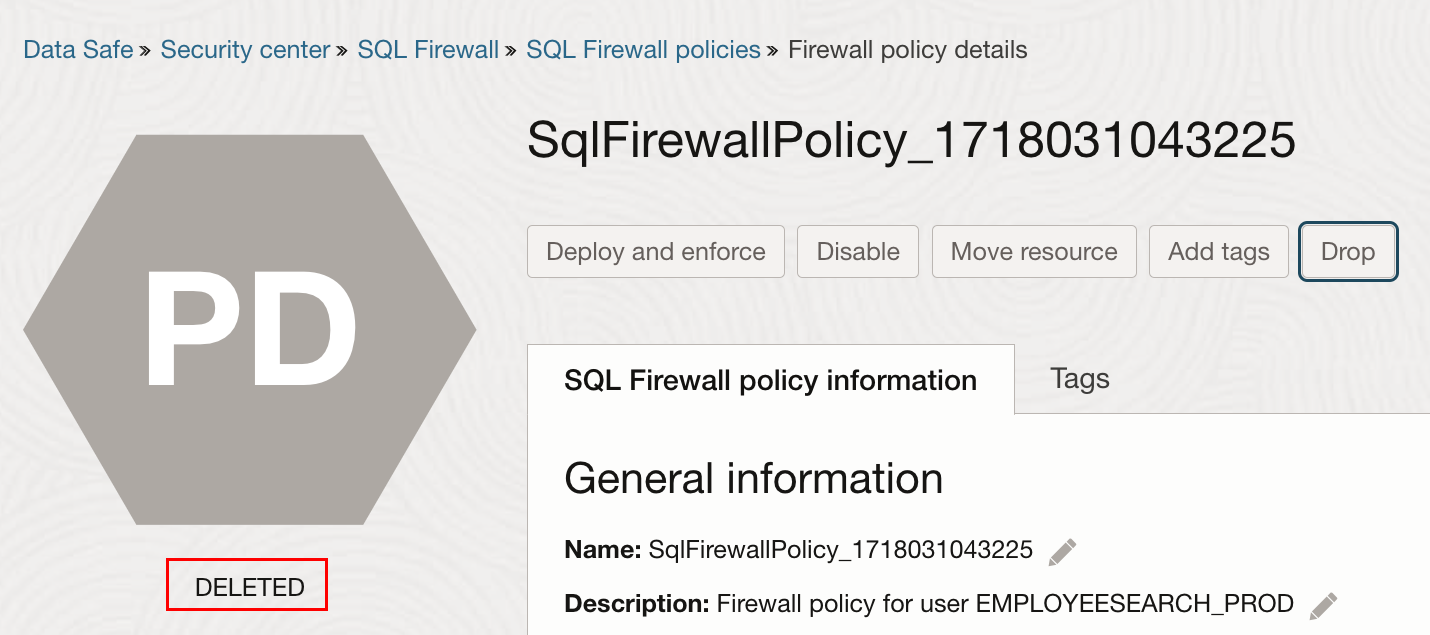 Data Safe » Security center » SQL Firewall » SQL Firewall policies » Firewall policy details
SqlFirewallPolicy_1718031043225
Deploy and enforce Disable Move resource Add tags Drop
PD
DELETED
SQL Firewall policy information Tags
General information
Name: SqlFirewallPolicy_1718031043225
Description: Firewall policy for user EMPLOYEESEARCH_PROD